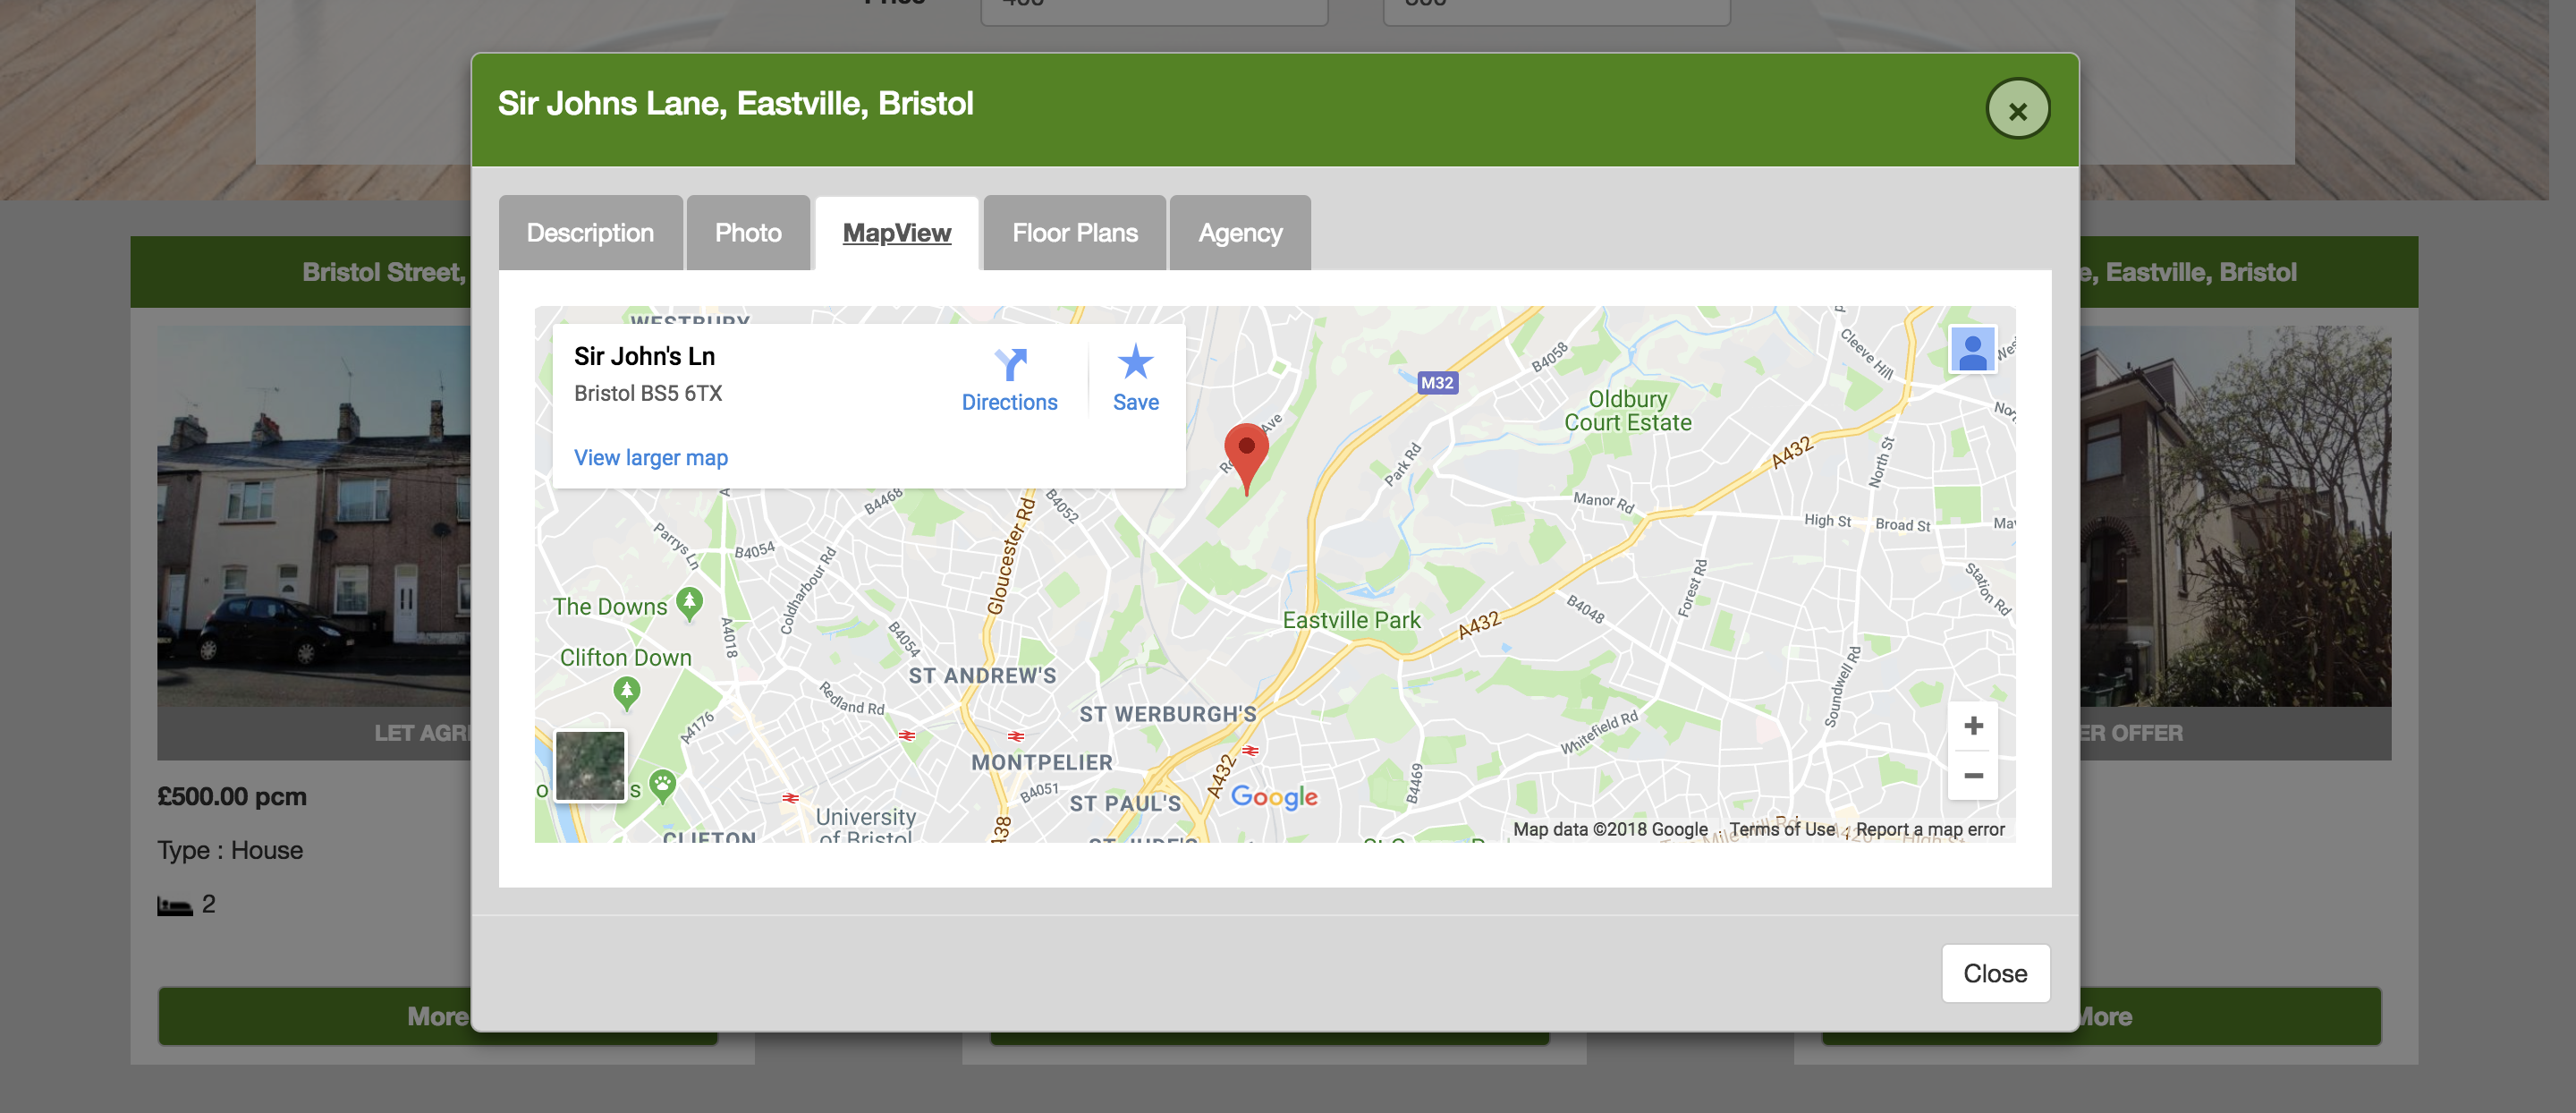 Sir Johns Lane, Eastville, Bristol
Description
Photo
MapView
Floor Plans
Agency
Bristol Street,
Eastville, Bristol
WESTBURY
Sir John's Ln
Bristol BS5 6TX
Directions
Save
View larger map
M32
B4058
Cleeve Hill
Oldbury
Court Estate
Ave
A432
North St
Park Rd
Manor Rd
High St
Broad St
B4468
B4052
Gloucester Rd
Parrys Ln
B4054
Coldharbour Rd
Forest Rd
Station Rd
The Downs
A4018
B4054
Eastville Park
A432
B4048
Clifton Down
ST ANDREW'S
Soundwell Rd
Redland Rd
A4176
ST WERBURGH'S
Whitefield Rd
MONTPELIER
A432
B4469
B4051
ST PAUL'S
Google
University
of Bristol
CLIFTON
ST JUDE'S
Map data ©2018 Google
Terms of Use
Report a map error
LET AGR
ER OFFER
£500.00 pcm
Type : House
2
Close
More
More